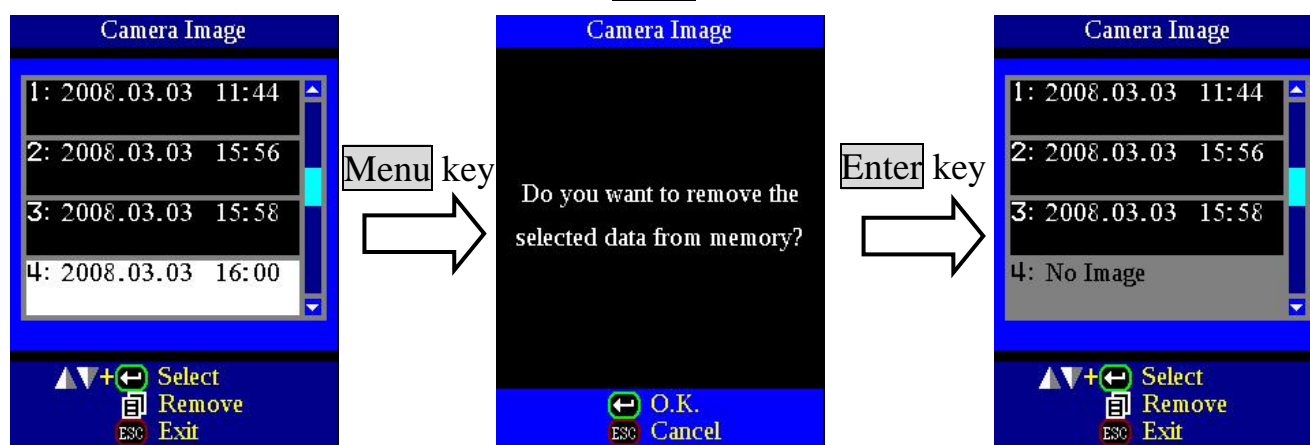 Camera Image
1: 2008.03.03 11:44
2: 2008.03.03 15:56
3: 2008.03.03 15:58
4: 2008.03.03 16:00
+ Select
Remove
ESC Exit
Menu key
Camera Image
Do you want to remove the
selected data from memory?
O.K.
ESC Cancel
Enter key
Camera Image
1: 2008.03.03 11:44
2: 2008.03.03 15:56
3: 2008.03.03 15:58
4: No Image
+ Select
Remove
ESC Exit